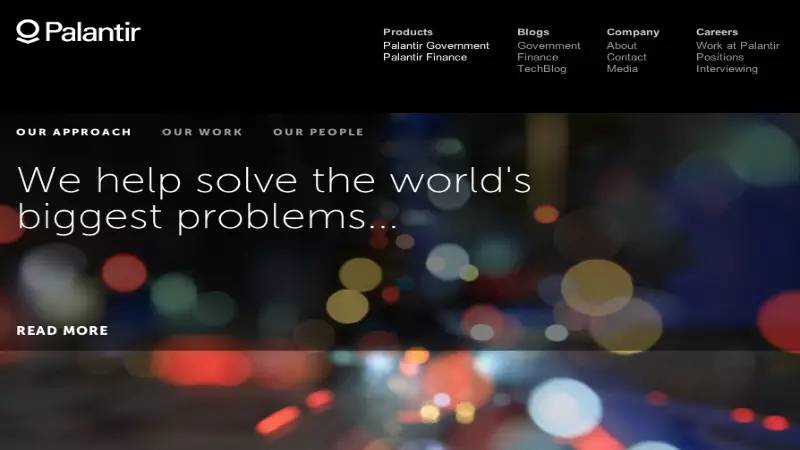 Palantir
Products
Palantir Government
Palantir Finance
Blogs
Government
Finance
TechBlog
Company
About
Contact
Media
Careers
Work at Palantir
Positions
Interviewing
OUR APPROACH
OUR WORK
OUR PEOPLE
We help solve the world's
biggest problems...
READ MORE